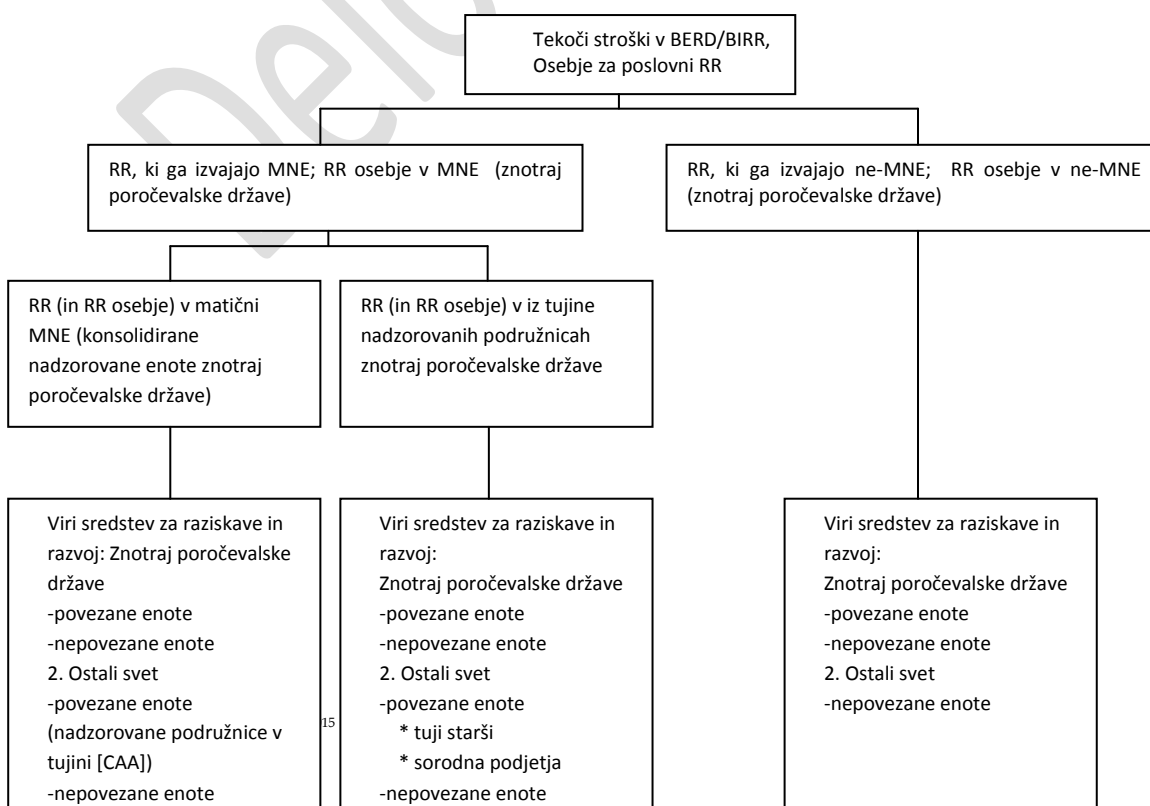 Delo
Tekoči stroški v BERD/BIRR,
Osebje za poslovni RR
RR, ki ga izvajajo MNE; RR osebje v MNE (znotraj
poročevalske države)
RR, ki ga izvajajo ne-MNE; RR osebje v ne-MNE
(znotraj poročevalske države)
RR (in RR osebje) v matični
MNE (konsolidirane
nadzorovane enote znotraj
poročevalske države)
RR (in RR osebje) v iz tujine
nadzorovanih podružnicah
znotraj poročevalske države
Viri sredstev za raziskave in
razvoj: Znotraj poročevalske
države
-povezane enote
-nepovezane enote
2. Ostali svet
-povezane enote
(nadzorovane podružnice v
tujini [CAA])
-nepovezane enote
15
Viri sredstev za raziskave in
razvoj:
Znotraj poročevalske države
-povezane enote
-nepovezane enote
2. Ostali svet
-povezane enote
* tuji starši
* sorodna podjetja
-nepovezane enote
Viri sredstev za raziskave in
razvoj:
Znotraj poročevalske države
-povezane enote
-nepovezane enote
2. Ostali svet
-nepovezane enote